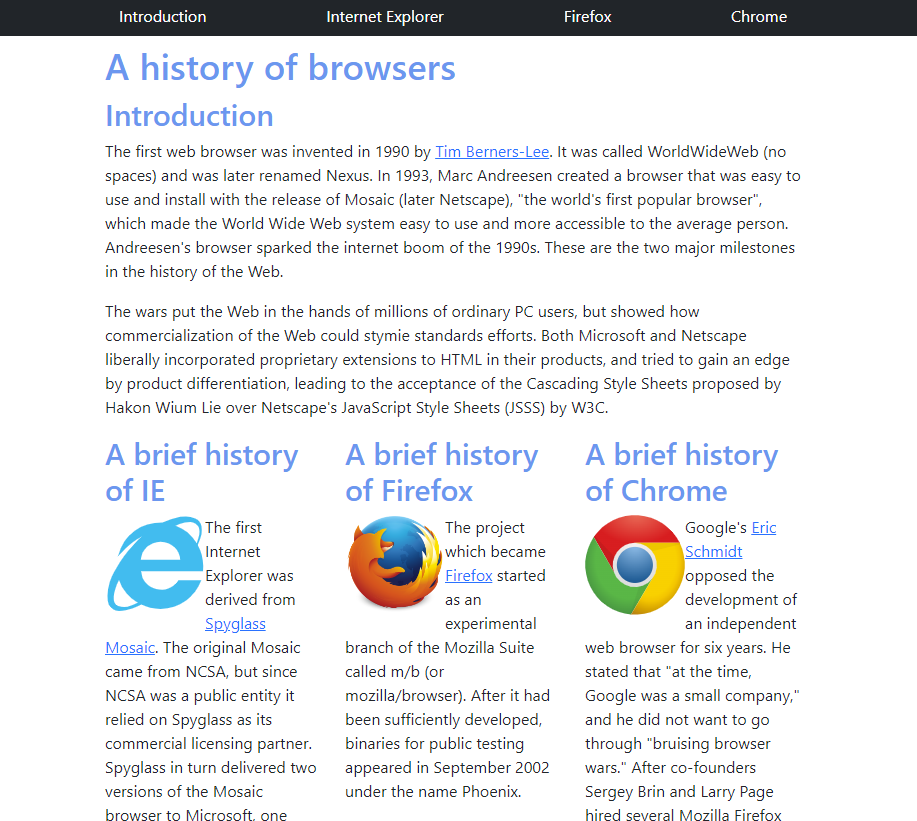 Introduction Internet Explorer Firefox Chrome
A history of browsers
Introduction
The first web browser was invented in 1990 by Tim Berners-Lee. It was called WorldWideWeb (no
spaces) and was later renamed Nexus. In 1993, Marc Andreesen created a browser that was easy to
use and install with the release of Mosaic (later Netscape), "the world's first popular browser",
which made the World Wide Web system easy to use and more accessible to the average person.
Andreesen's browser sparked the internet boom of the 1990s. These are the two major milestones
in the history of the Web.
The wars put the Web in the hands of millions of ordinary PC users, but showed how
commercialization of the Web could stymie standards efforts. Both Microsoft and Netscape
liberally incorporated proprietary extensions to HTML in their products, and tried to gain an edge
by product differentiation, leading to the acceptance of the Cascading Style Sheets proposed by
Hakon Wium Lie over Netscape's JavaScript Style Sheets (JSSS) by W3C.
A brief history
of IE
The first
Internet
Explorer was
derived from
Spyglass
Mosaic. The original Mosaic
came from NCSA, but since
NCSA was a public entity it
relied on Spyglass as its
commercial licensing partner.
Spyglass in turn delivered two
versions of the Mosaic
browser to Microsoft, one
A brief history
of Firefox
The project
which became
Firefox started
as an
experimental
branch of the Mozilla Suite
called m/b (or
mozilla/browser). After it had
been sufficiently developed,
binaries for public testing
appeared in September 2002
under the name Phoenix.
A brief history
of Chrome
Google's Eric
Schmidt
opposed the
development of
an independent
web browser for six years. He
stated that "at the time,
Google was a small company,"
and he did not want to go
through "bruising browser
wars." After co-founders
Sergey Brin and Larry Page
hired several Mozilla Firefox